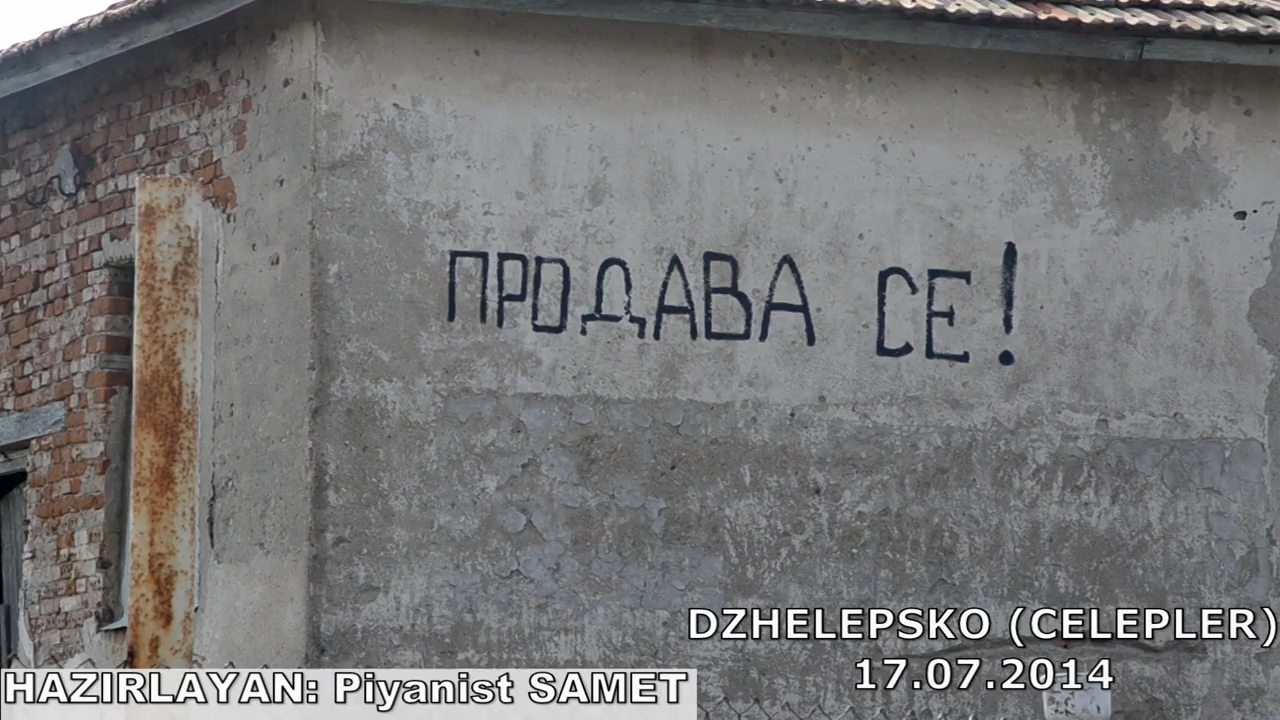 ПРОДАВА СЕ!
DZHELEPSKO (CELEPLER)
17.07.2014
HAZIRLAYAN: Piyanist SAMET